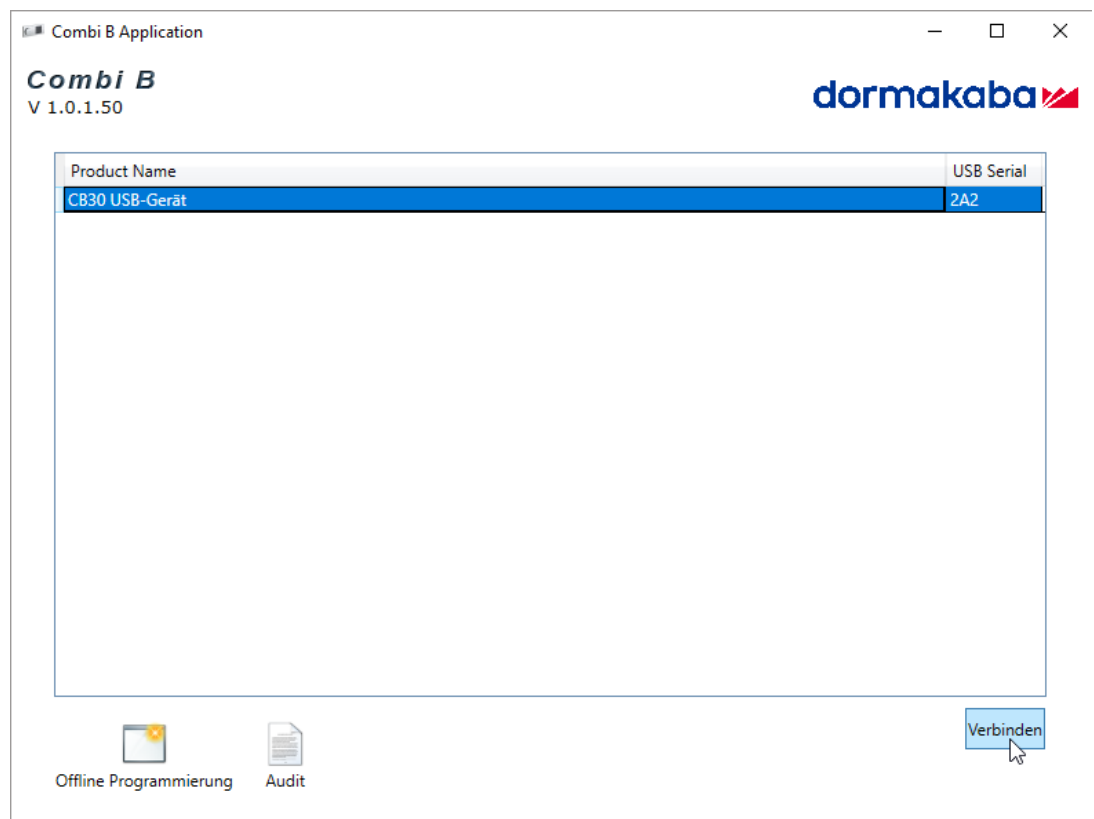 Combi B Application
Combi B
V 1.0.1.50
dormakaba
Product Name USB Serial
CB30 USB-Gerät 2A2
Verbinden
Offline Programmierung Audit